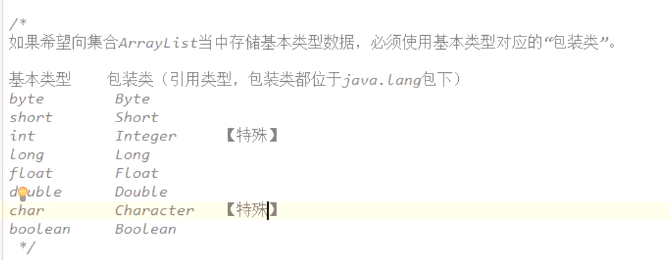 /*
如果希望向集合ArrayList当中存储基本类型数据，必须使用基本类型对应的“包装类”。
基本类型    包装类（引用类型，包装类都位于java.lang包下）
byte        Byte
short       Short
int         Integer     【特殊】
long        Long
float       Float
double      Double
char        Character   【特殊】
boolean     Boolean
*/